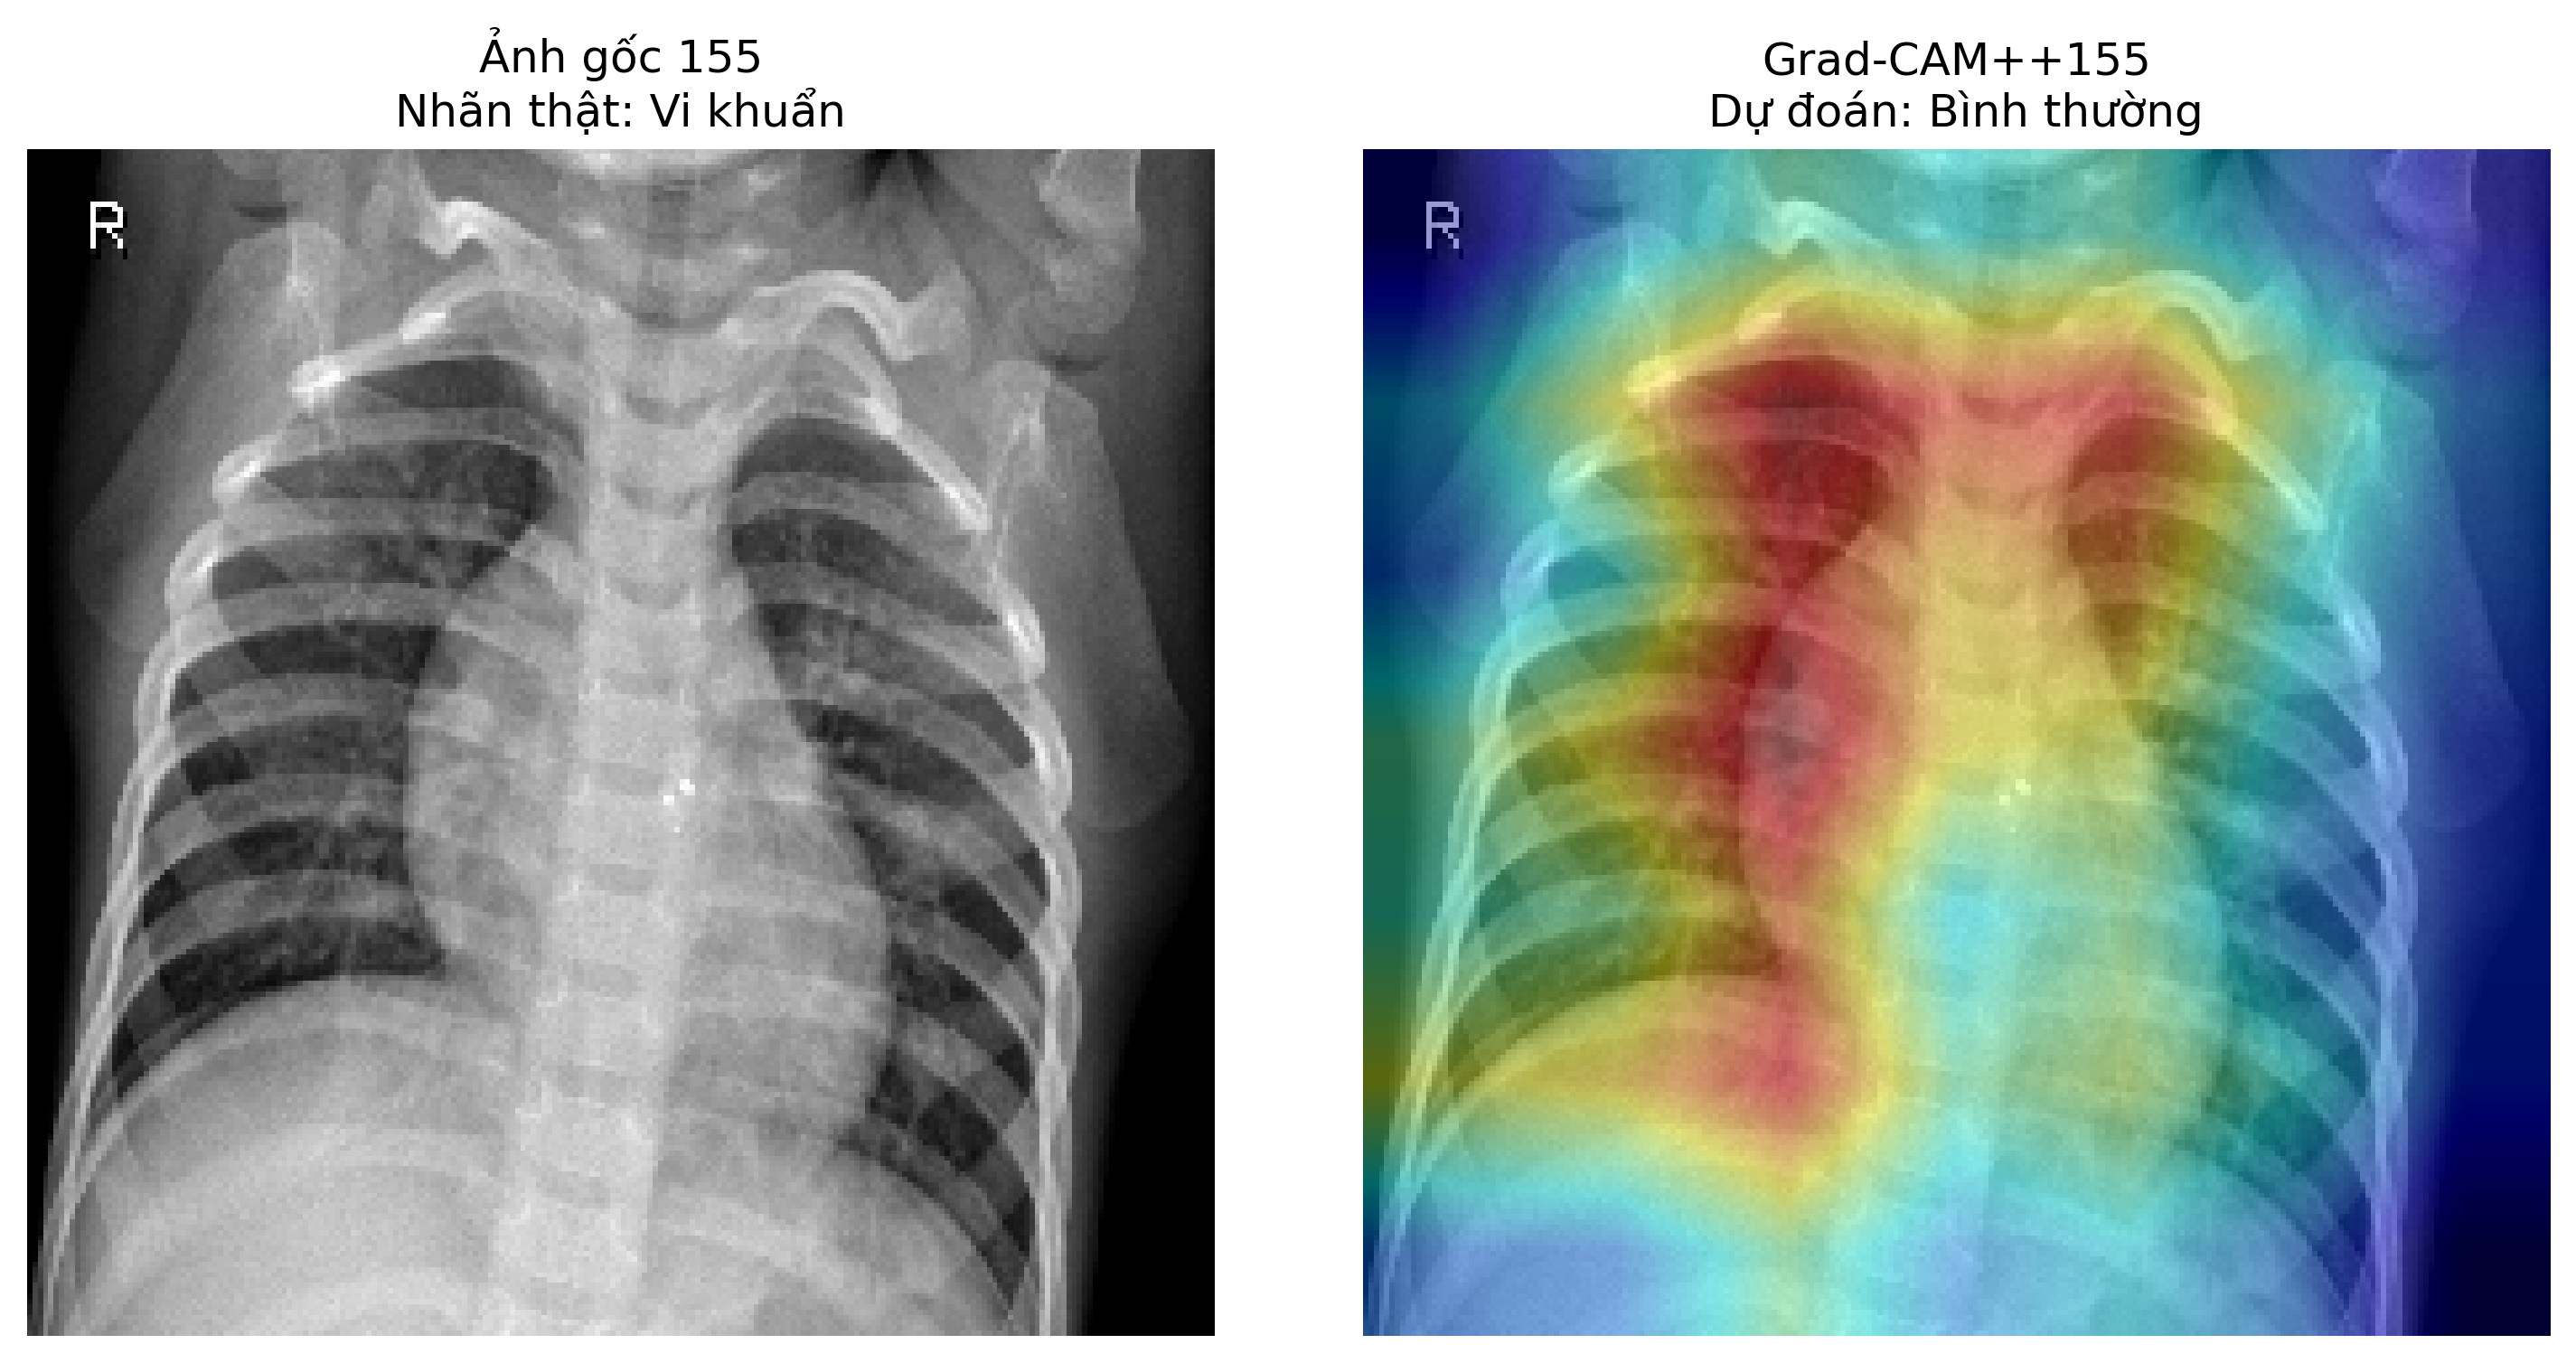 Ảnh gốc 155
Nhãn thật: Vi khuẩn
Grad-CAM++155
Dự đoán: Bình thường
R
R